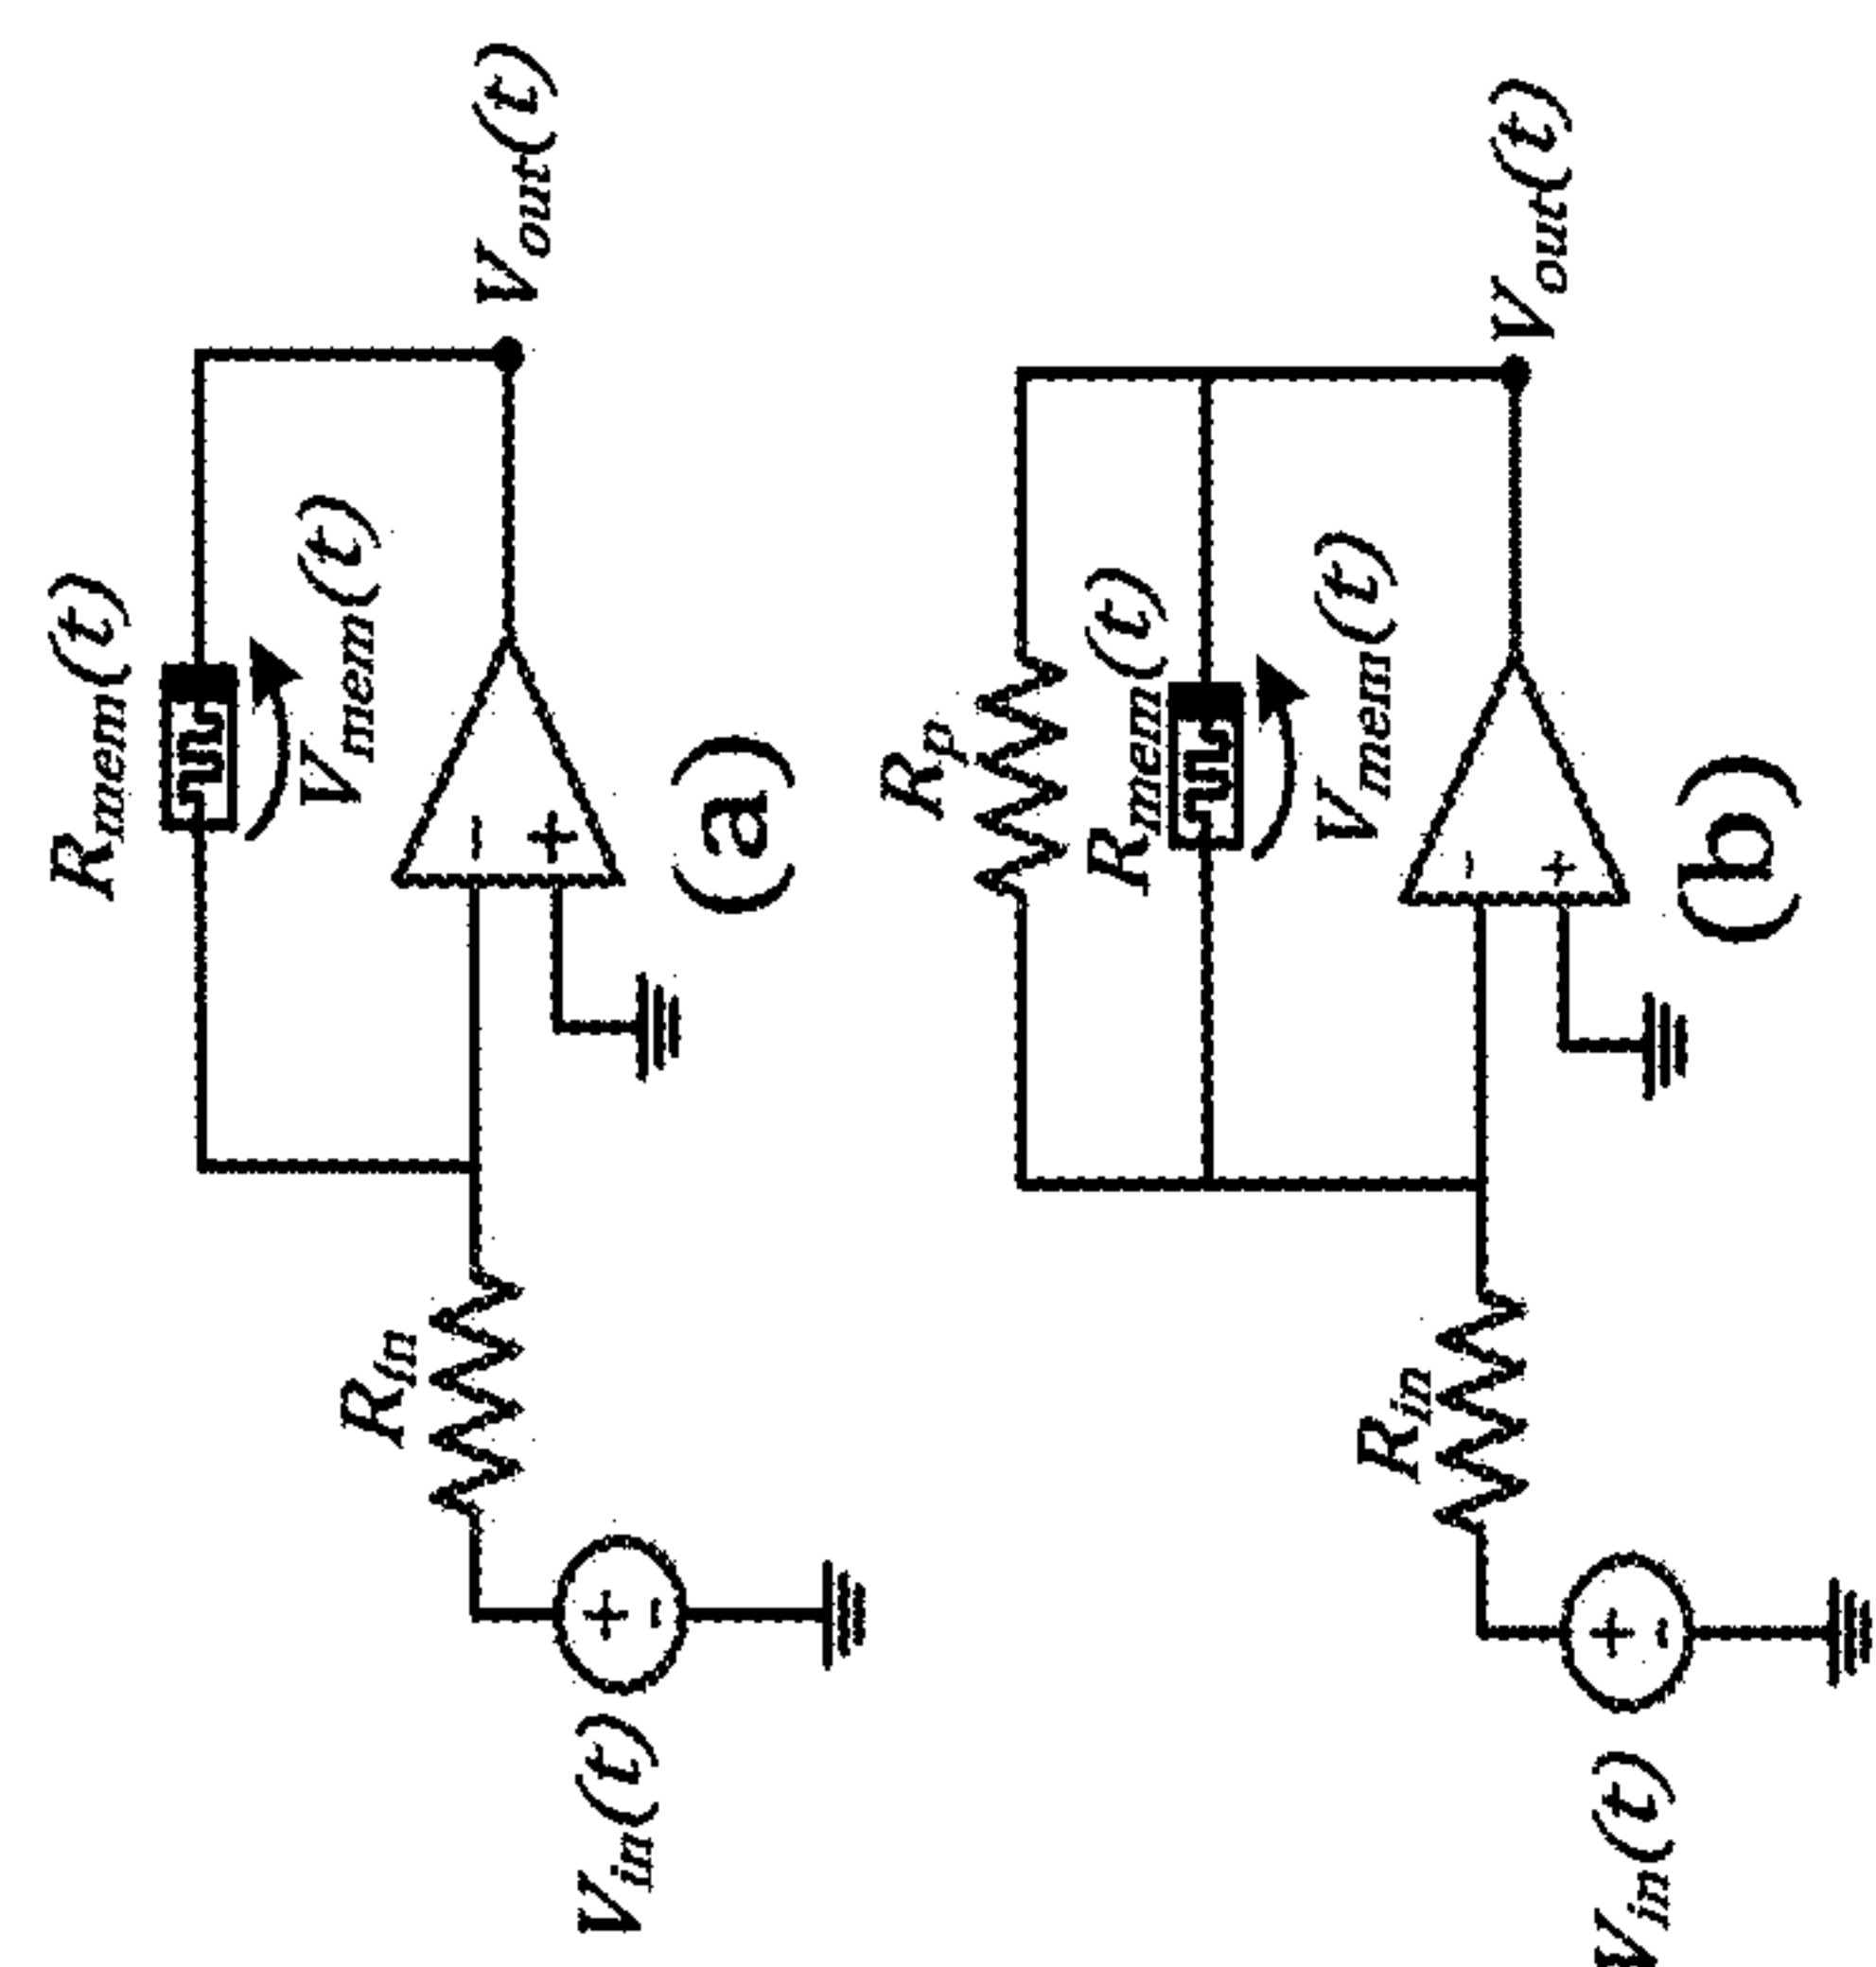 R_mem(t)
V_mem(t)
V_out(t)
R_in
V_in(t)
−
+
+
-
(a)
R_p
R_mem(t)
V_mem(t)
V_out(t)
R_in
V_in(t)
-
+
+
-
(b)